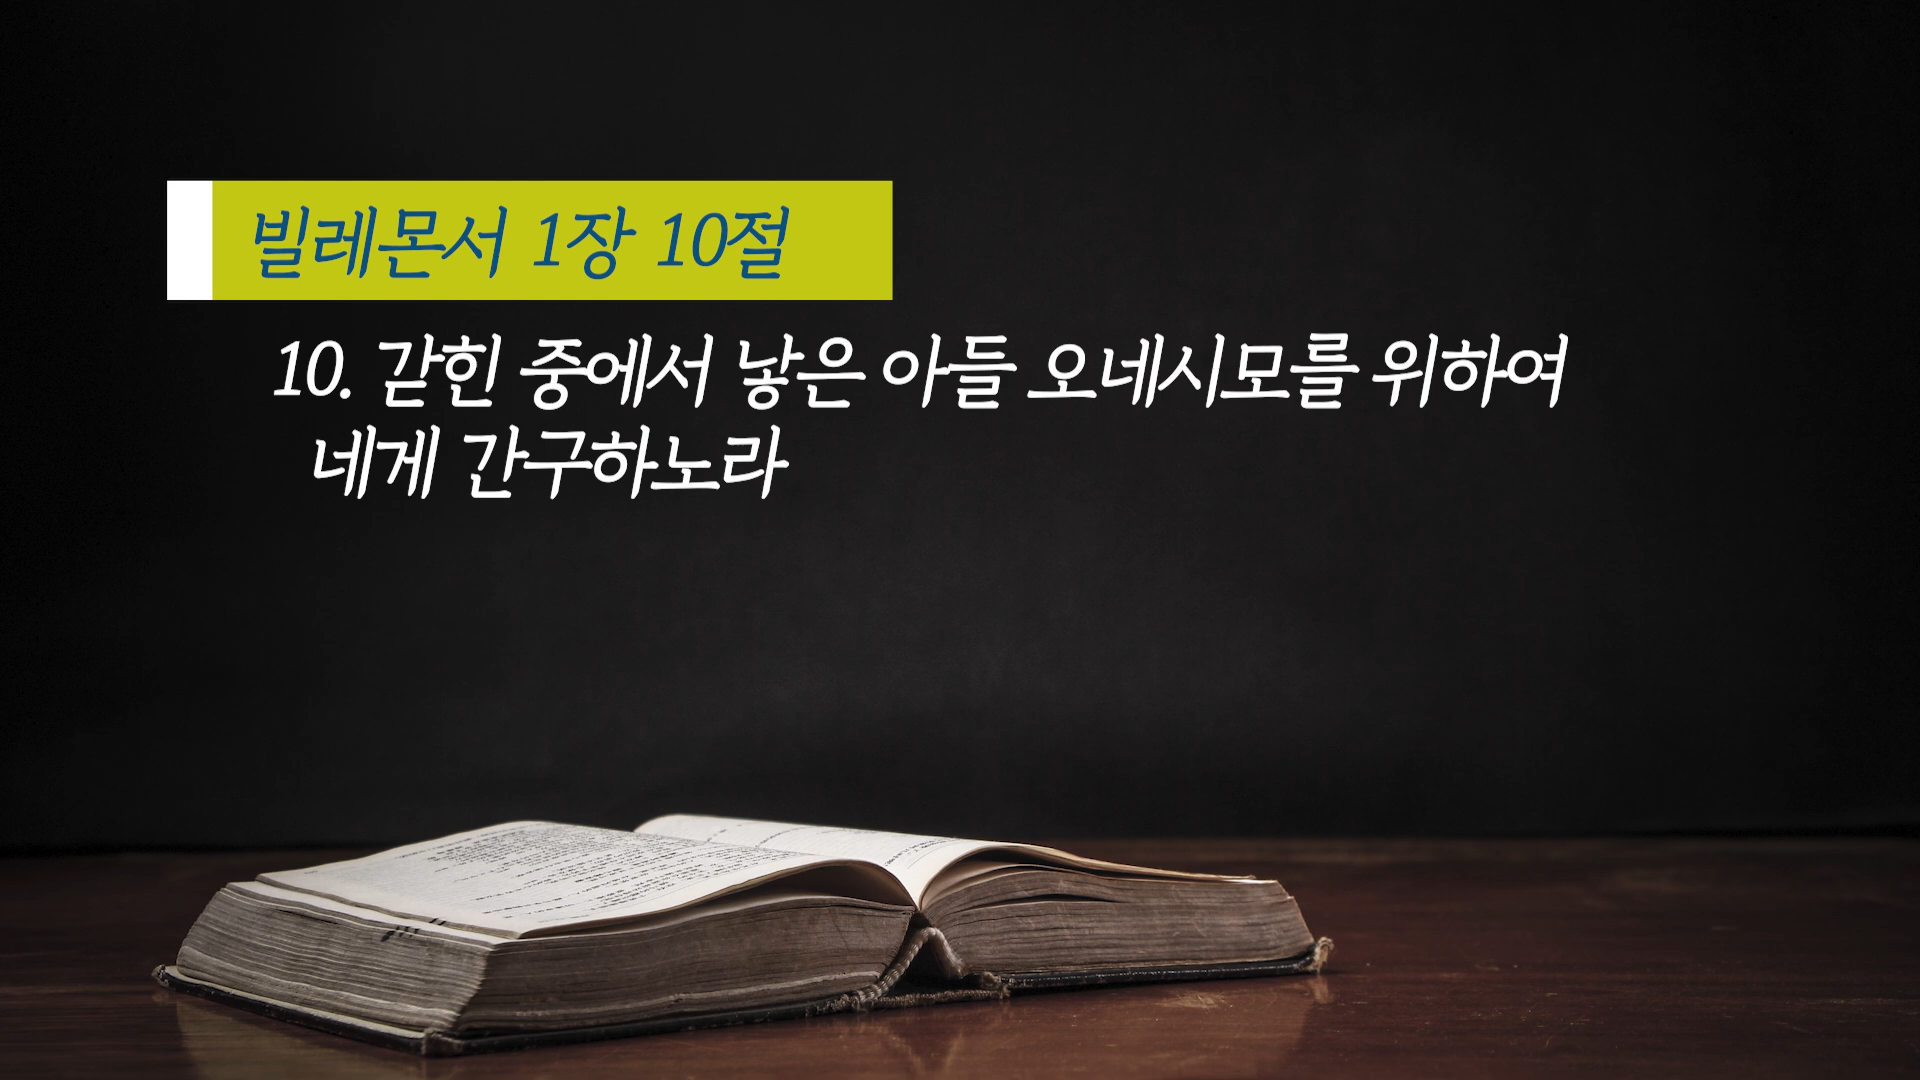 빌레몬서 1장 10절
10. 갇힌 중에서 낳은 아들 오네시모를 위하여
네게 간구하노라